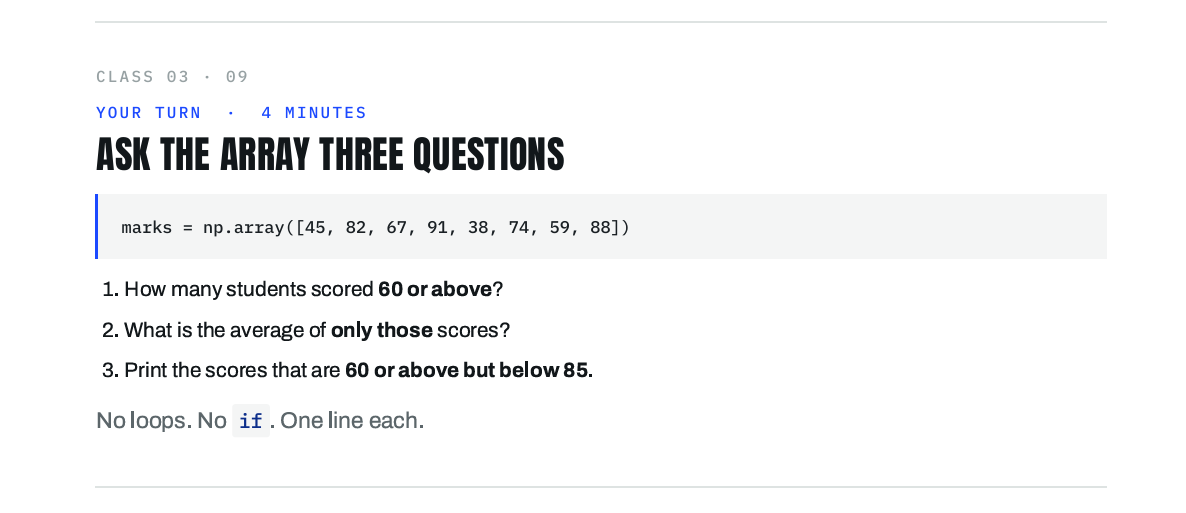 CLASS 03 · 09
YOUR TURN · 4 MINUTES
ASK THE ARRAY THREE QUESTIONS
marks = np.array([45, 82, 67, 91, 38, 74, 59, 88])
1. How many students scored 60 or above?
2. What is the average of only those scores?
3. Print the scores that are 60 or above but below 85.
No loops. No if. One line each.